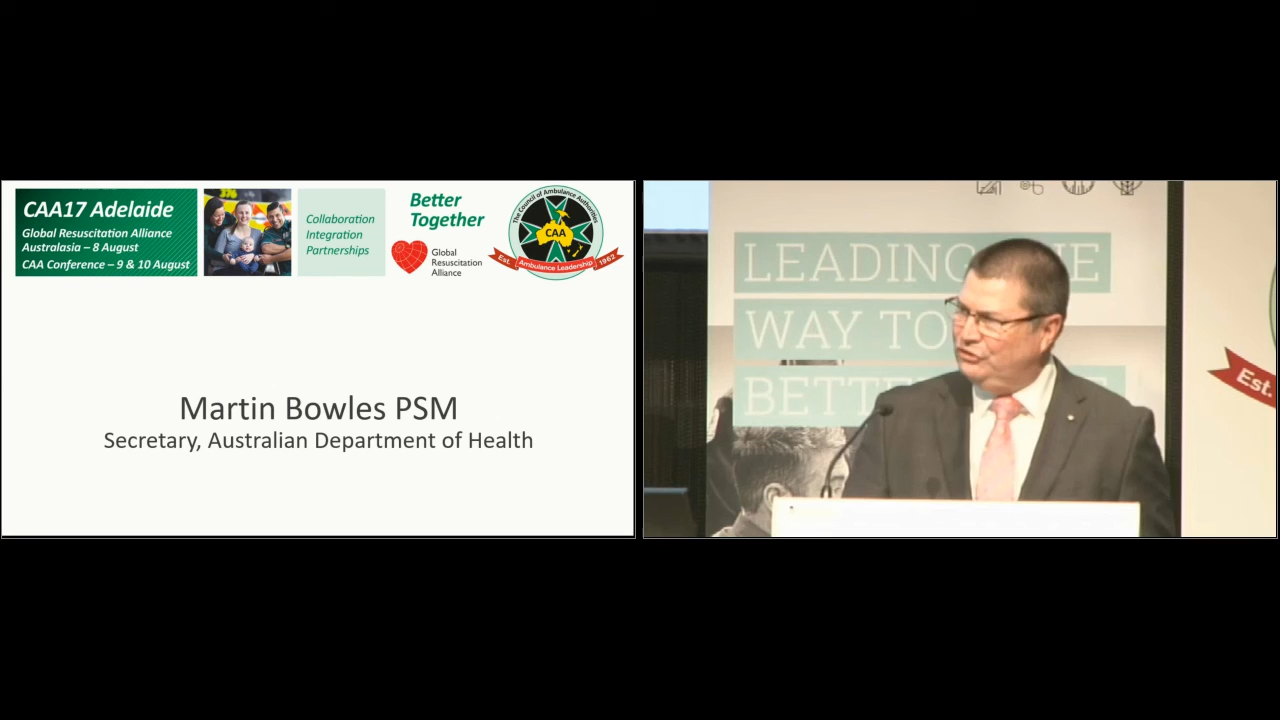 CAA17 Adelaide
Global Resuscitation Alliance
Australasia – 8 August
CAA Conference – 9 & 10 August
Collaboration
Integration
Partnerships
Better
Together
Global
Resuscitation
Alliance
The Council of Ambulance Authorities
CAA
Est. Ambulance Leadership 1962
Martin Bowles PSM
Secretary, Australian Department of Health
LEADING
WAY TO
Est.